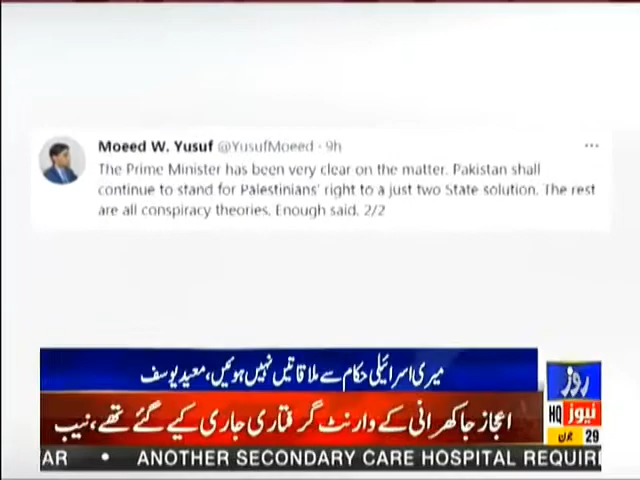 Moeed W. Yusuf @YusufMoeed · 9h
The Prime Minister has been very clear on the matter. Pakistan shall
continue to stand for Palestinians' right to a just two State solution. The rest
are all conspiracy theories. Enough said. 2/2
میری اسرائیلی حکام سے ملاقاتیں نہیں ہوئیں، معید یوسف
روز
اعجاز جاکھرانی کے وارنٹ گرفتاری جاری کیے گئے تھے، نیب
HQ نیوز
جون 29
AR • ANOTHER SECONDARY CARE HOSPITAL REQUIRI